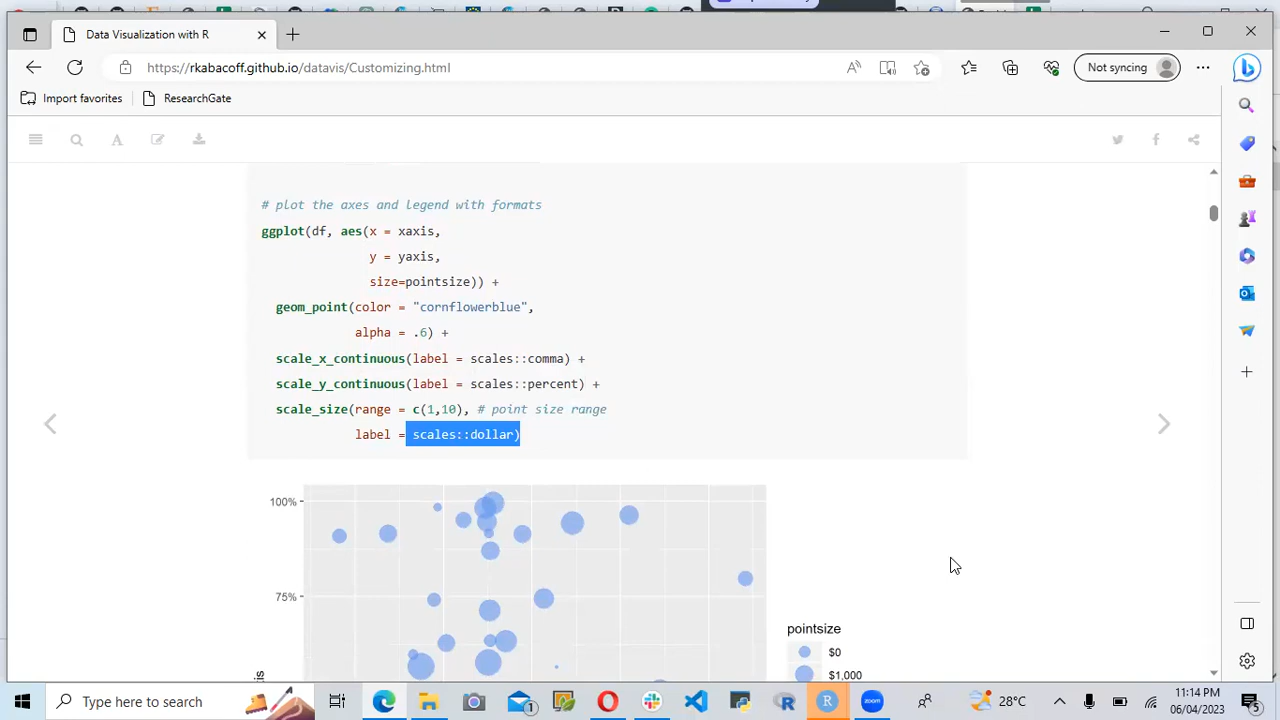 Data Visualization with R
https://rkabacoff.github.io/datavis/Customizing.html
Not syncing
Import favorites
ResearchGate
# plot the axes and legend with formats
ggplot(df, aes(x = xaxis,
y = yaxis,
size=pointsize)) +
geom_point(color = "cornflowerblue",
alpha = .6) +
scale_x_continuous(label = scales::comma) +
scale_y_continuous(label = scales::percent) +
scale_size(range = c(1,10), # point size range
label = scales::dollar)
100%
75%
pointsize
$0
$1,000
Type here to search
1
zoom
28°C
11:14 PM
06/04/2023
5